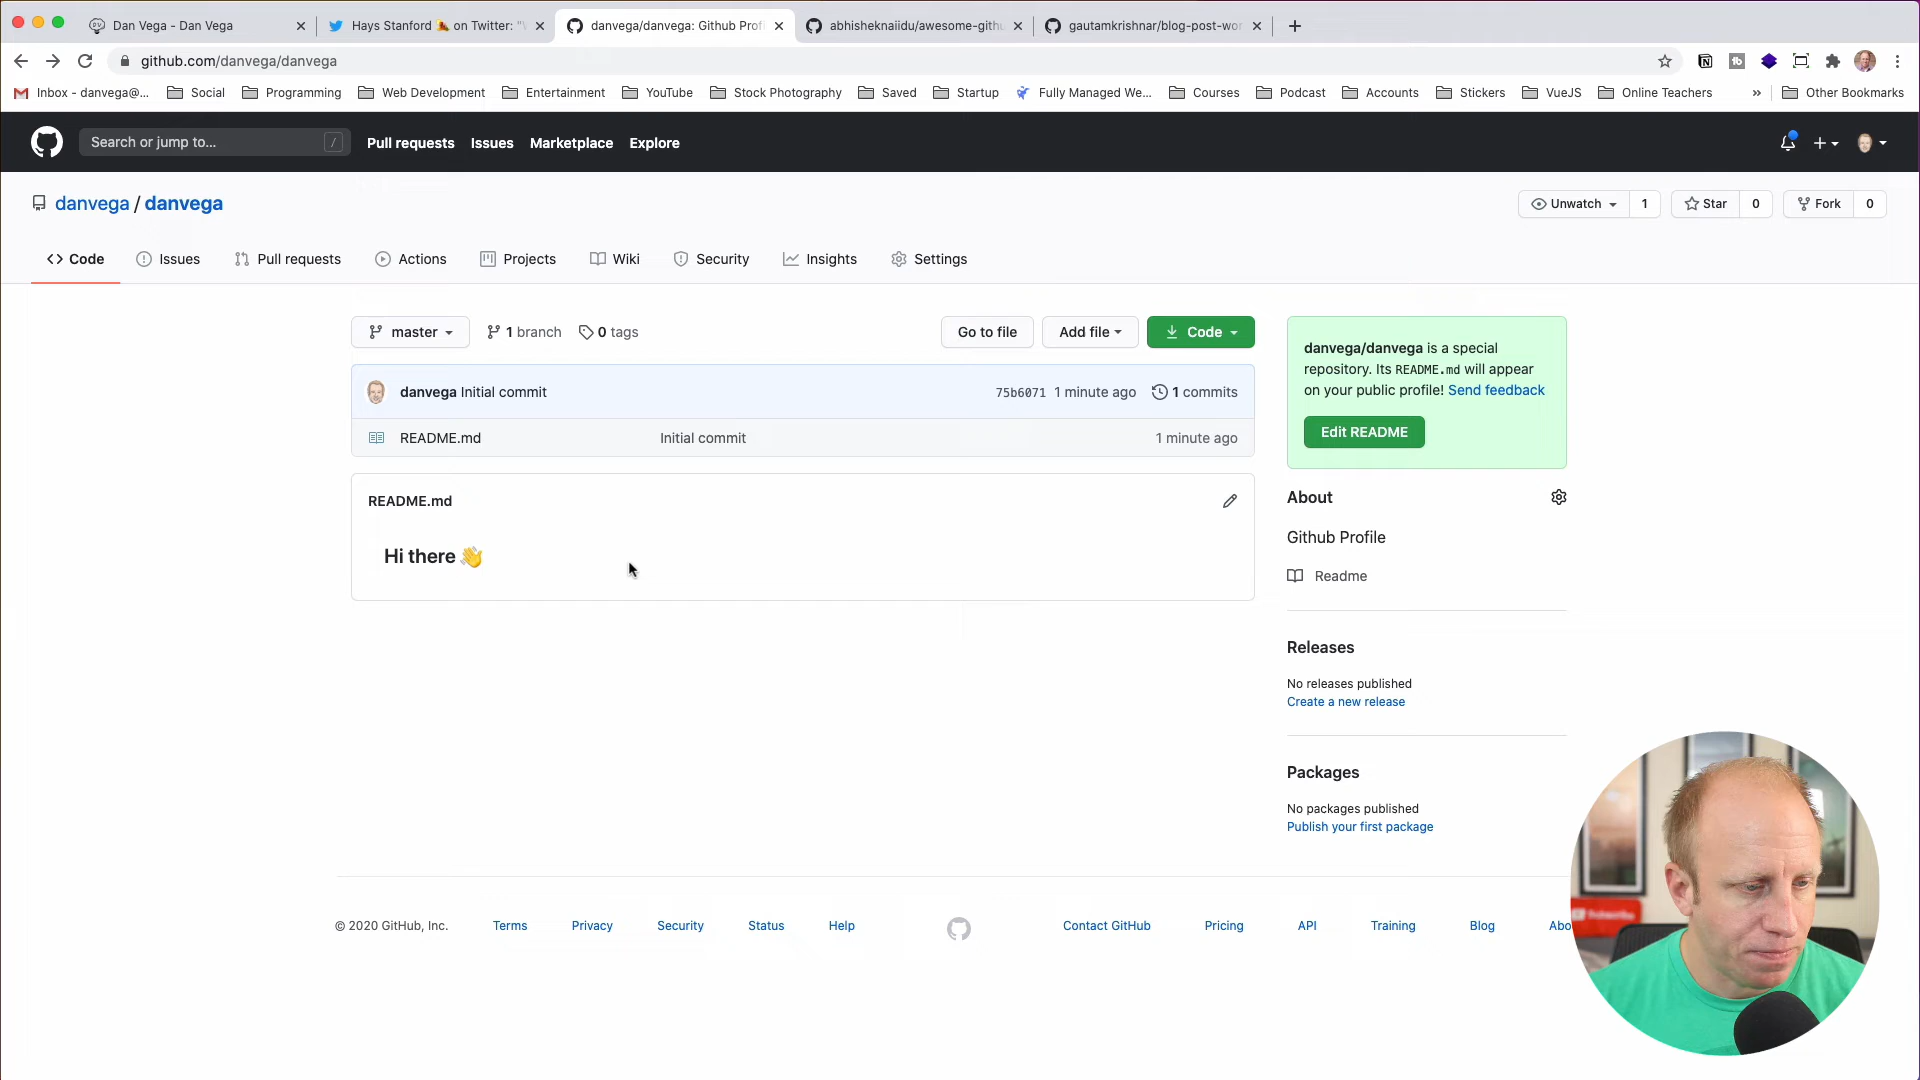 Dan Vega - Dan Vega
Hays Stanford 💃 on Twitter: "\
danvega/danvega: Github Prof
abhisheknaiidu/awesome-githu
gautamkrishnar/blog-post-wor
github.com/danvega/danvega
Inbox - danvega@...
Social
Programming
Web Development
Entertainment
YouTube
Stock Photography
Saved
Startup
Fully Managed We...
Courses
Podcast
Accounts
Stickers
VueJS
Online Teachers
»
Other Bookmarks
Search or jump to...
/
Pull requests
Issues
Marketplace
Explore
danvega / danvega
Unwatch
1
Star
0
Fork
0
Code
Issues
Pull requests
Actions
Projects
Wiki
Security
Insights
Settings
master
1 branch
0 tags
Go to file
Add file
Code
danvega Initial commit
75b6071 1 minute ago
1 commits
README.md
Initial commit
1 minute ago
README.md
Hi there 👋
danvega/danvega is a special
repository. Its README.md will appear
on your public profile! Send feedback
Edit README
About
Github Profile
Readme
Releases
No releases published
Create a new release
Packages
No packages published
Publish your first package
© 2020 GitHub, Inc.
Terms
Privacy
Security
Status
Help
Contact GitHub
Pricing
API
Training
Blog
Abo